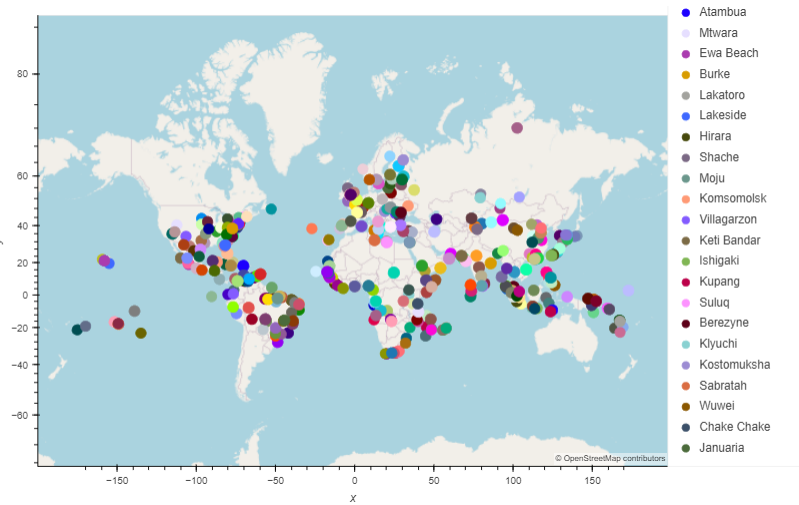 Atambua
Mtwara
Ewa Beach
Burke
Lakatoro
Lakeside
Hirara
Shache
Moju
Komsomolsk
Villagarzon
Keti Bandar
Ishigaki
Kupang
Suluq
Berezyne
Klyuchi
Kostomuksha
Sabratah
Wuwei
Chake Chake
Januaria
80
60
40
20
0
−20
−40
−60
© OpenStreetMap contributors
−150 −100 −50 0 50 100 150
x